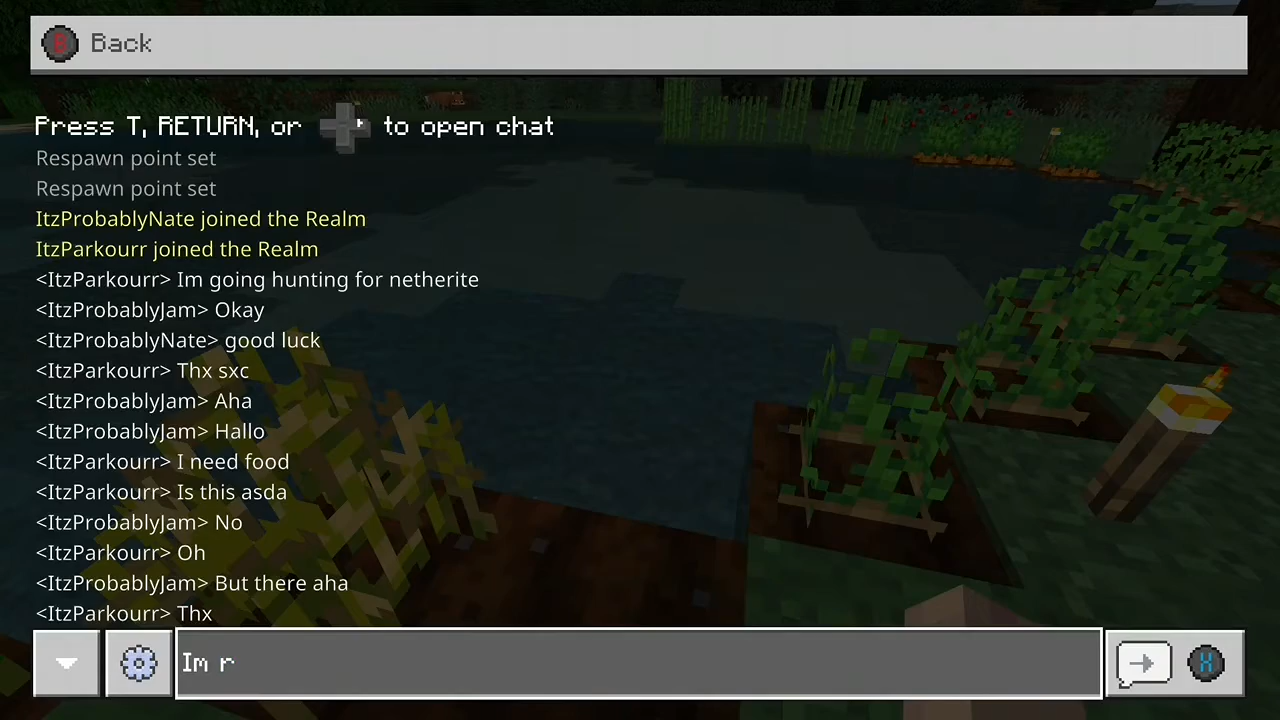 B Back
Press T, RETURN, or to open chat
Respawn point set
Respawn point set
ItzProbablyNate joined the Realm
ItzParkourr joined the Realm
<ItzParkourr> Im going hunting for netherite
<ItzProbablyJam> Okay
<ItzProbablyNate> good luck
<ItzParkourr> Thx sxc
<ItzProbablyJam> Aha
<ItzProbablyJam> Hallo
<ItzParkourr> I need food
<ItzParkourr> Is this asda
<ItzProbablyJam> No
<ItzParkourr> Oh
<ItzProbablyJam> But there aha
<ItzParkourr> Thx
Im r
X